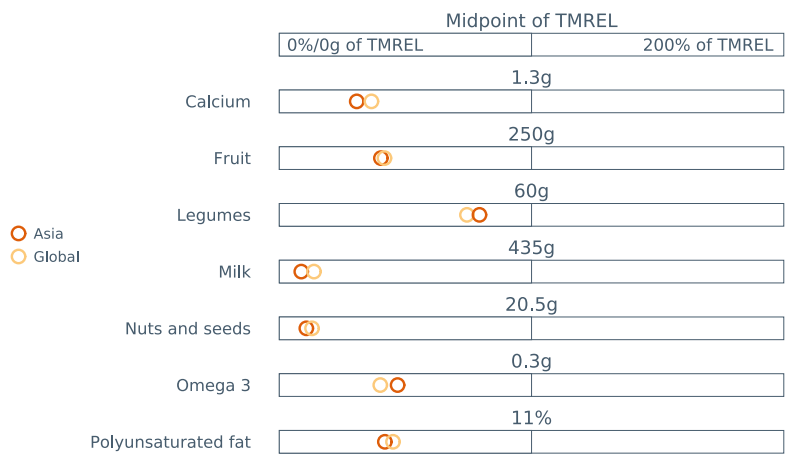 Midpoint of TMREL
0%/0g of TMREL
200% of TMREL
1.3g
Calcium
250g
Fruit
60g
Legumes
Asia
Global
435g
Milk
20.5g
Nuts and seeds
0.3g
Omega 3
11%
Polyunsaturated fat